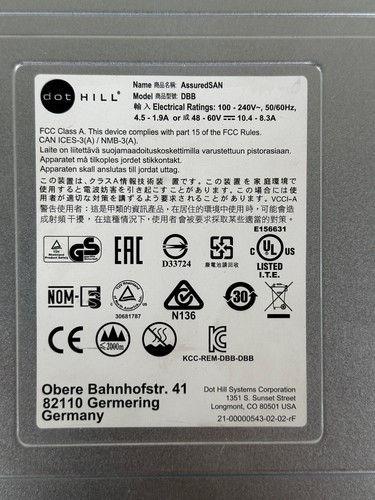 dot HILL®
Name 商品名稱: AssuredSAN
Model 商品型號: DBB
輸入 Electrical Ratings: 100 - 240V~, 50/60Hz,
4.5 - 1.9A or 或 48 - 60V⎓ 10.4 - 8.3A
FCC Class A. This device complies with part 15 of the FCC Rules.
CAN ICES-3(A) / NMB-3(A).
Laite on liitettävä suojamaadoituskoskettimilla varustettuun pistorasiaan.
Apparatet må tilkoples jordet stikkontakt.
Apparaten skall anslutas till jordat uttag.
この装置は、クラスA情報技術装置です。この装置を家庭環境
で使用すると電波妨害を引き起こすことがあります。この場合には使
用者が適切な対策を講ずるよう要求されることがあります。VCCI-A
警告使用者: 這是甲類的資訊產品，在居住的環境中使用時，可能會造
成射頻干擾，在這種情況下，使用者會被要求採取某些適當的對策。
E156631
GS
EAC
D33724
廢電池請回收
c UL US
LISTED
I.T.E.
NOM-
30681787
N136
30
CE
≤ 2000m
KCC-REM-DBB-DBB
Obere Bahnhofstr. 41
82110 Germering
Germany
Dot Hill Systems Corporation
1351 S. Sunset Street
Longmont, CO 80501 USA
21-00000543-02-02-rF